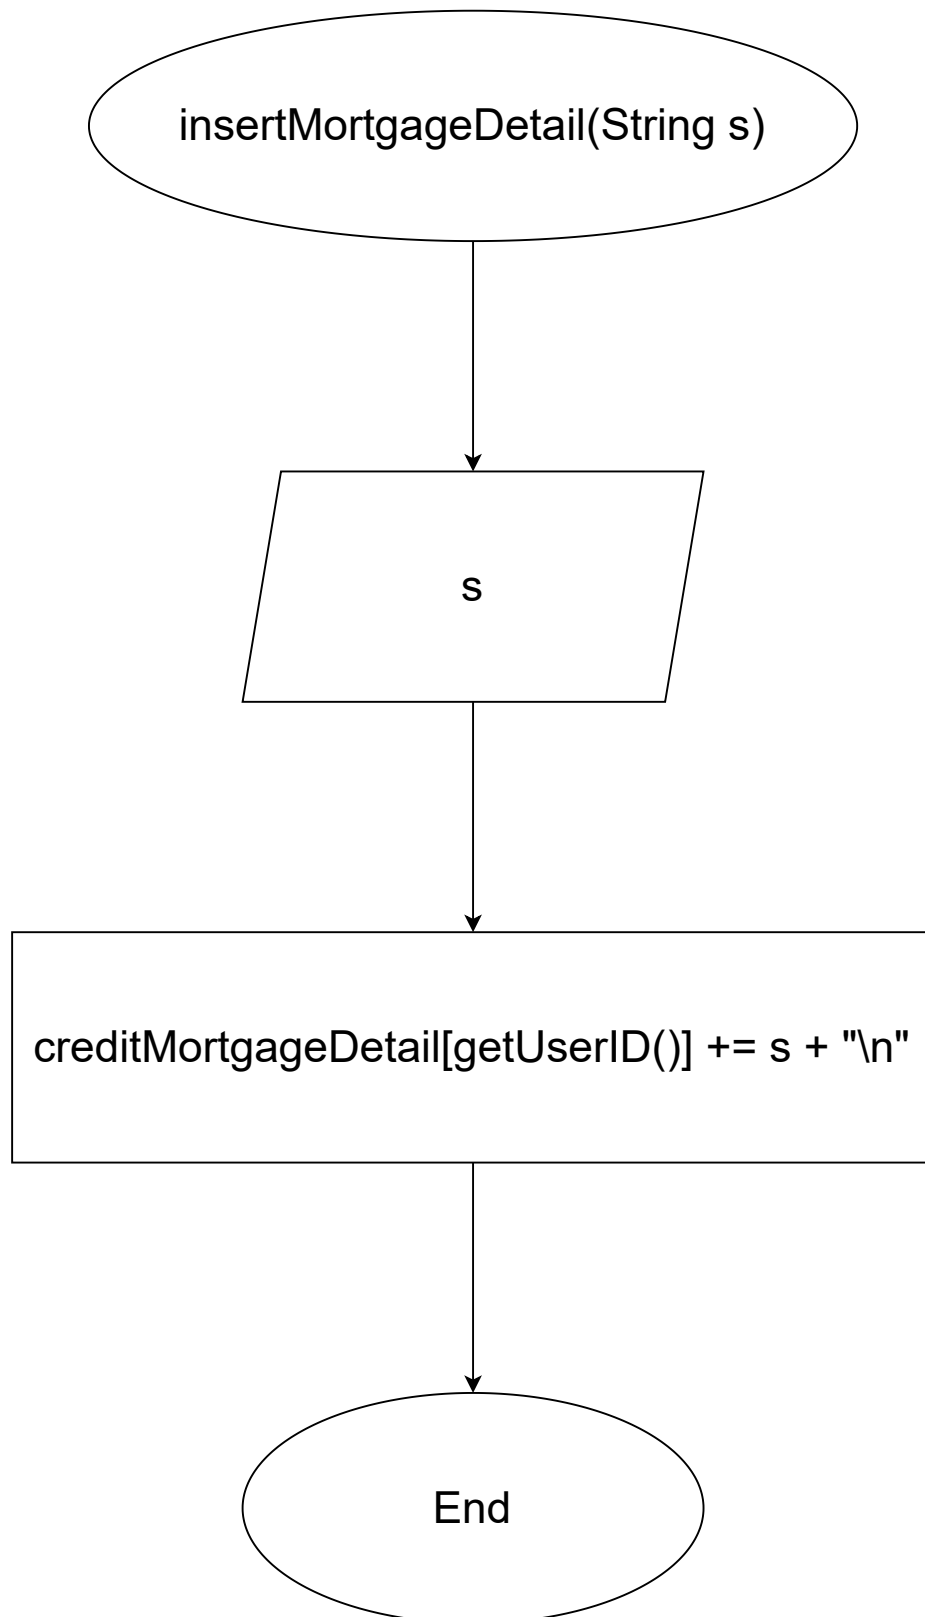 insertMortgageDetail(String s)
s
creditMortgageDetail[getUserID()] += s + "\n"
End